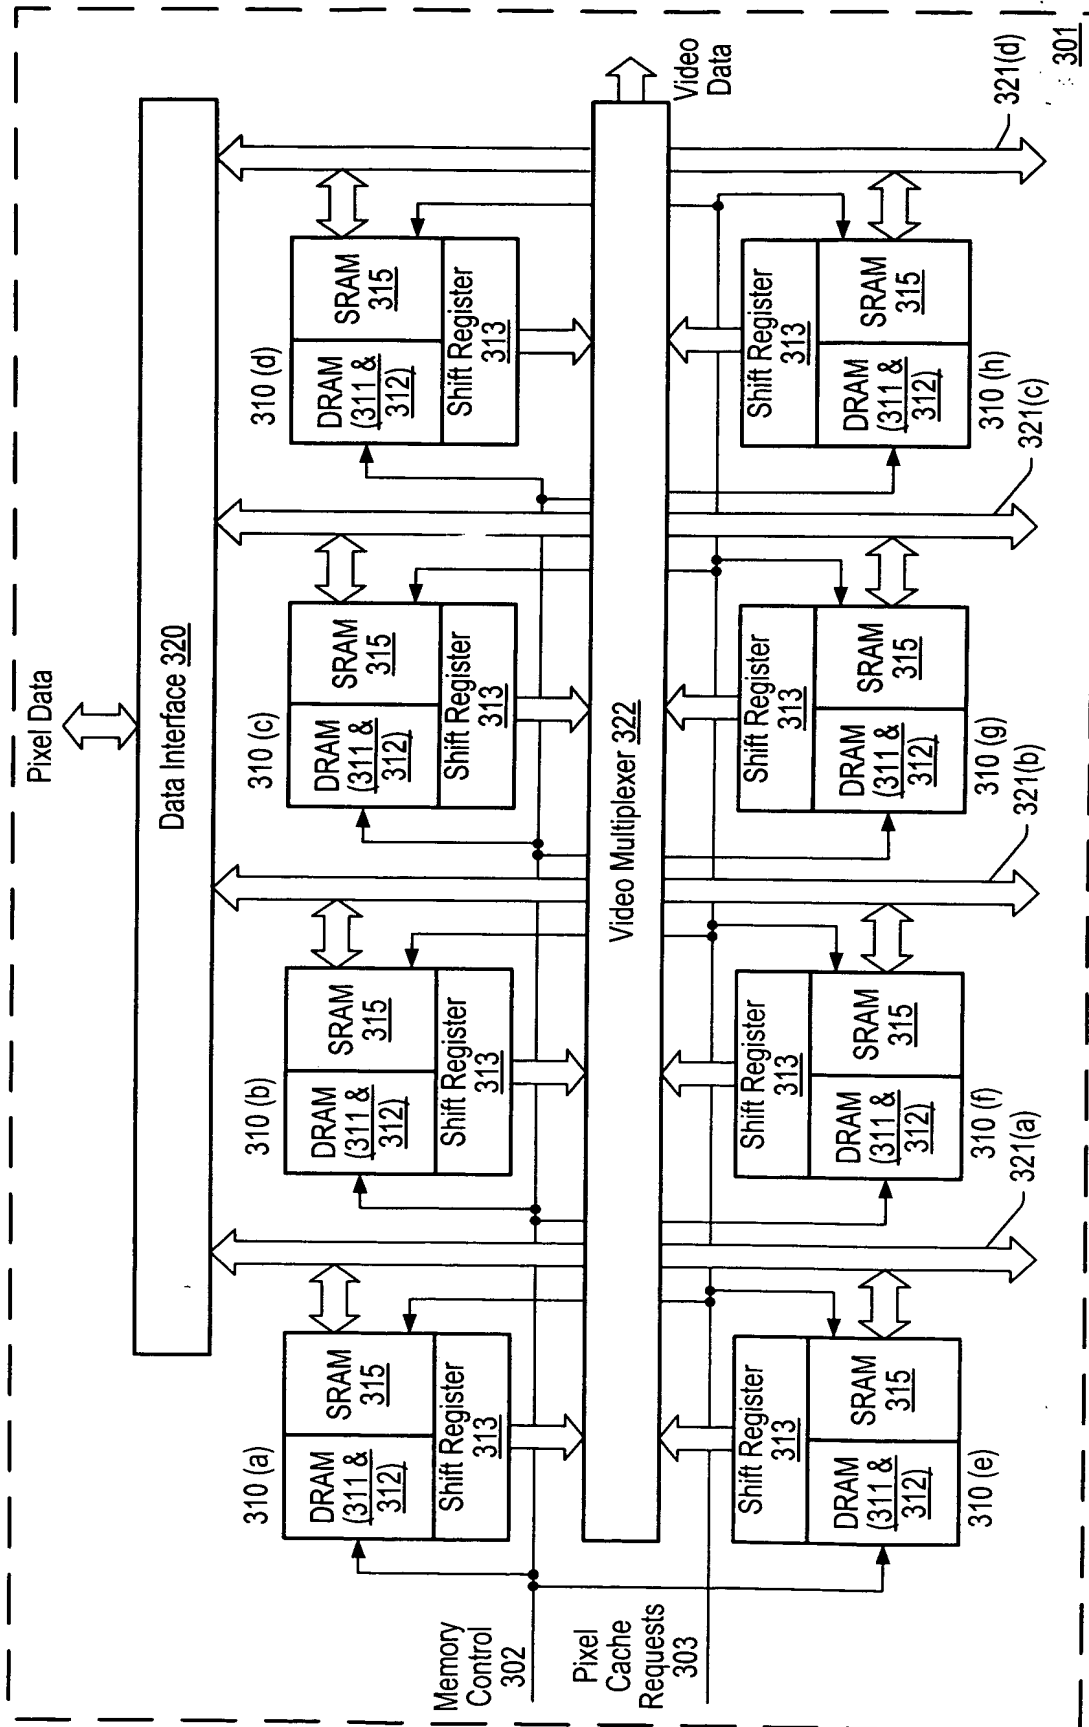 Pixel Data
Data Interface 320
310 (a)
DRAM
(311 &
312)
SRAM
315
Shift Register
313
310 (b)
DRAM
(311 &
312)
SRAM
315
Shift Register
313
310 (c)
DRAM
(311 &
312)
SRAM
315
Shift Register
313
310 (d)
DRAM
(311 &
312)
SRAM
315
Shift Register
313
Memory
Control
302
Video Multiplexer 322
Video
Data
Pixel
Cache
Requests
303
Shift Register
313
DRAM
(311 &
312)
SRAM
315
310 (e)
321(a)
Shift Register
313
DRAM
(311 &
312)
SRAM
315
310 (f)
321(b)
Shift Register
313
DRAM
(311 &
312)
SRAM
315
310 (g)
321(c)
Shift Register
313
DRAM
(311 &
312)
SRAM
315
310 (h)
321(d)
301